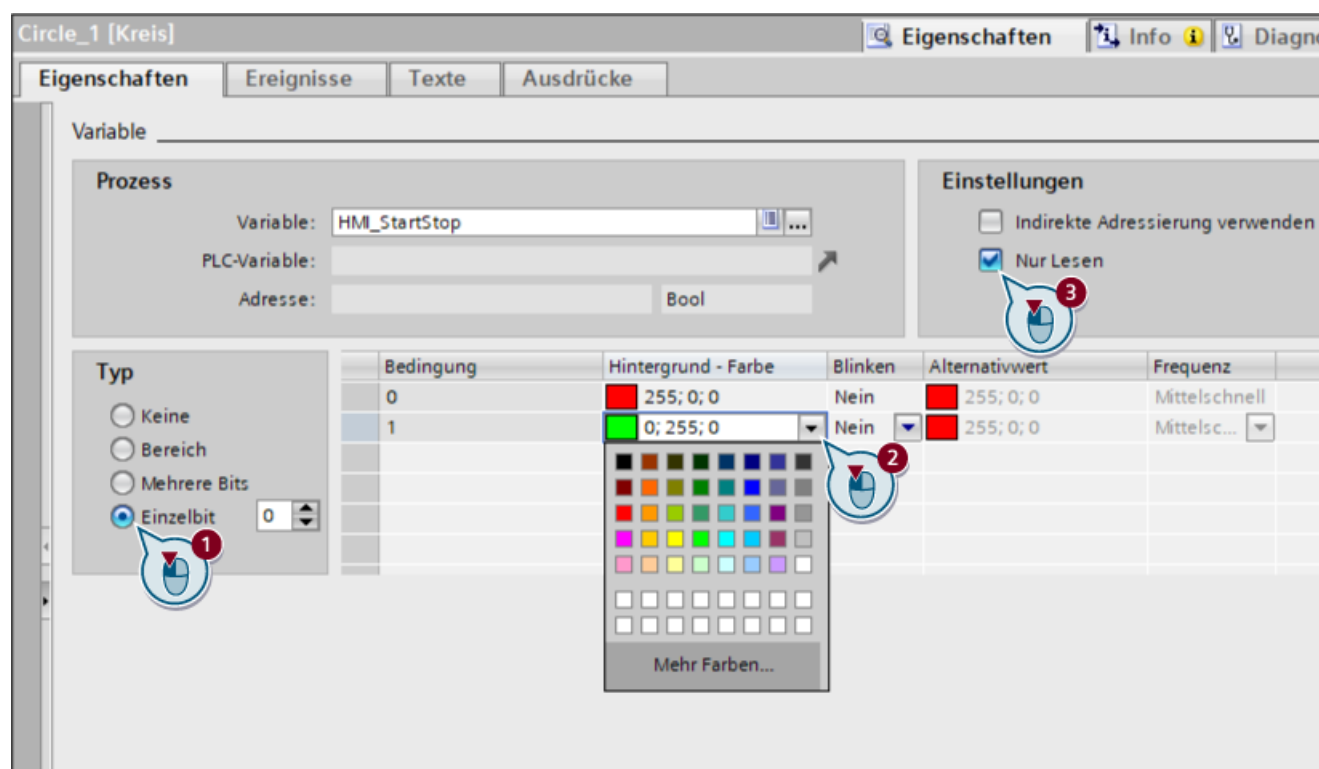 Circle_1 [Kreis]
Eigenschaften Info Diagn
Eigenschaften Ereignisse Texte Ausdrücke
Variable
Prozess
Variable: HMI_StartStop ...
PLC-Variable:
Adresse: Bool
Einstellungen
Indirekte Adressierung verwenden
Nur Lesen
3
Typ
Keine
Bereich
Mehrere Bits
Einzelbit 0
1
Bedingung Hintergrund - Farbe Blinken Alternativwert Frequenz
0 255; 0; 0 Nein 255; 0; 0 Mittelschnell
1 0; 255; 0 Nein 255; 0; 0 Mittelsc...
2
Mehr Farben...